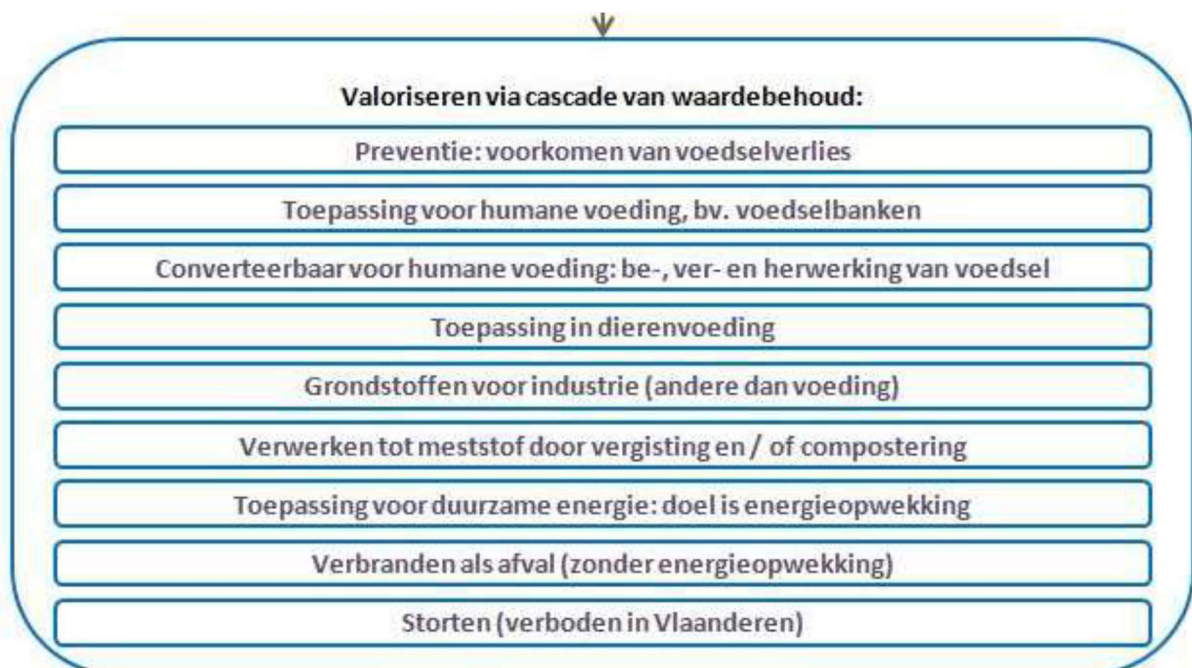 Valoriseren via cascade van waardebehoud:
Preventie: voorkomen van voedselverlies
Toepassing voor humane voeding, bv. voedselbanken
Converteerbaar voor humane voeding: be-, ver- en herwerking van voedsel
Toepassing in dierenvoeding
Grondstoffen voor industrie (andere dan voeding)
Verwerken tot meststof door vergisting en / of compostering
Toepassing voor duurzame energie: doel is energieopwekking
Verbranden als afval (zonder energieopwekking)
Storten (verboden in Vlaanderen)